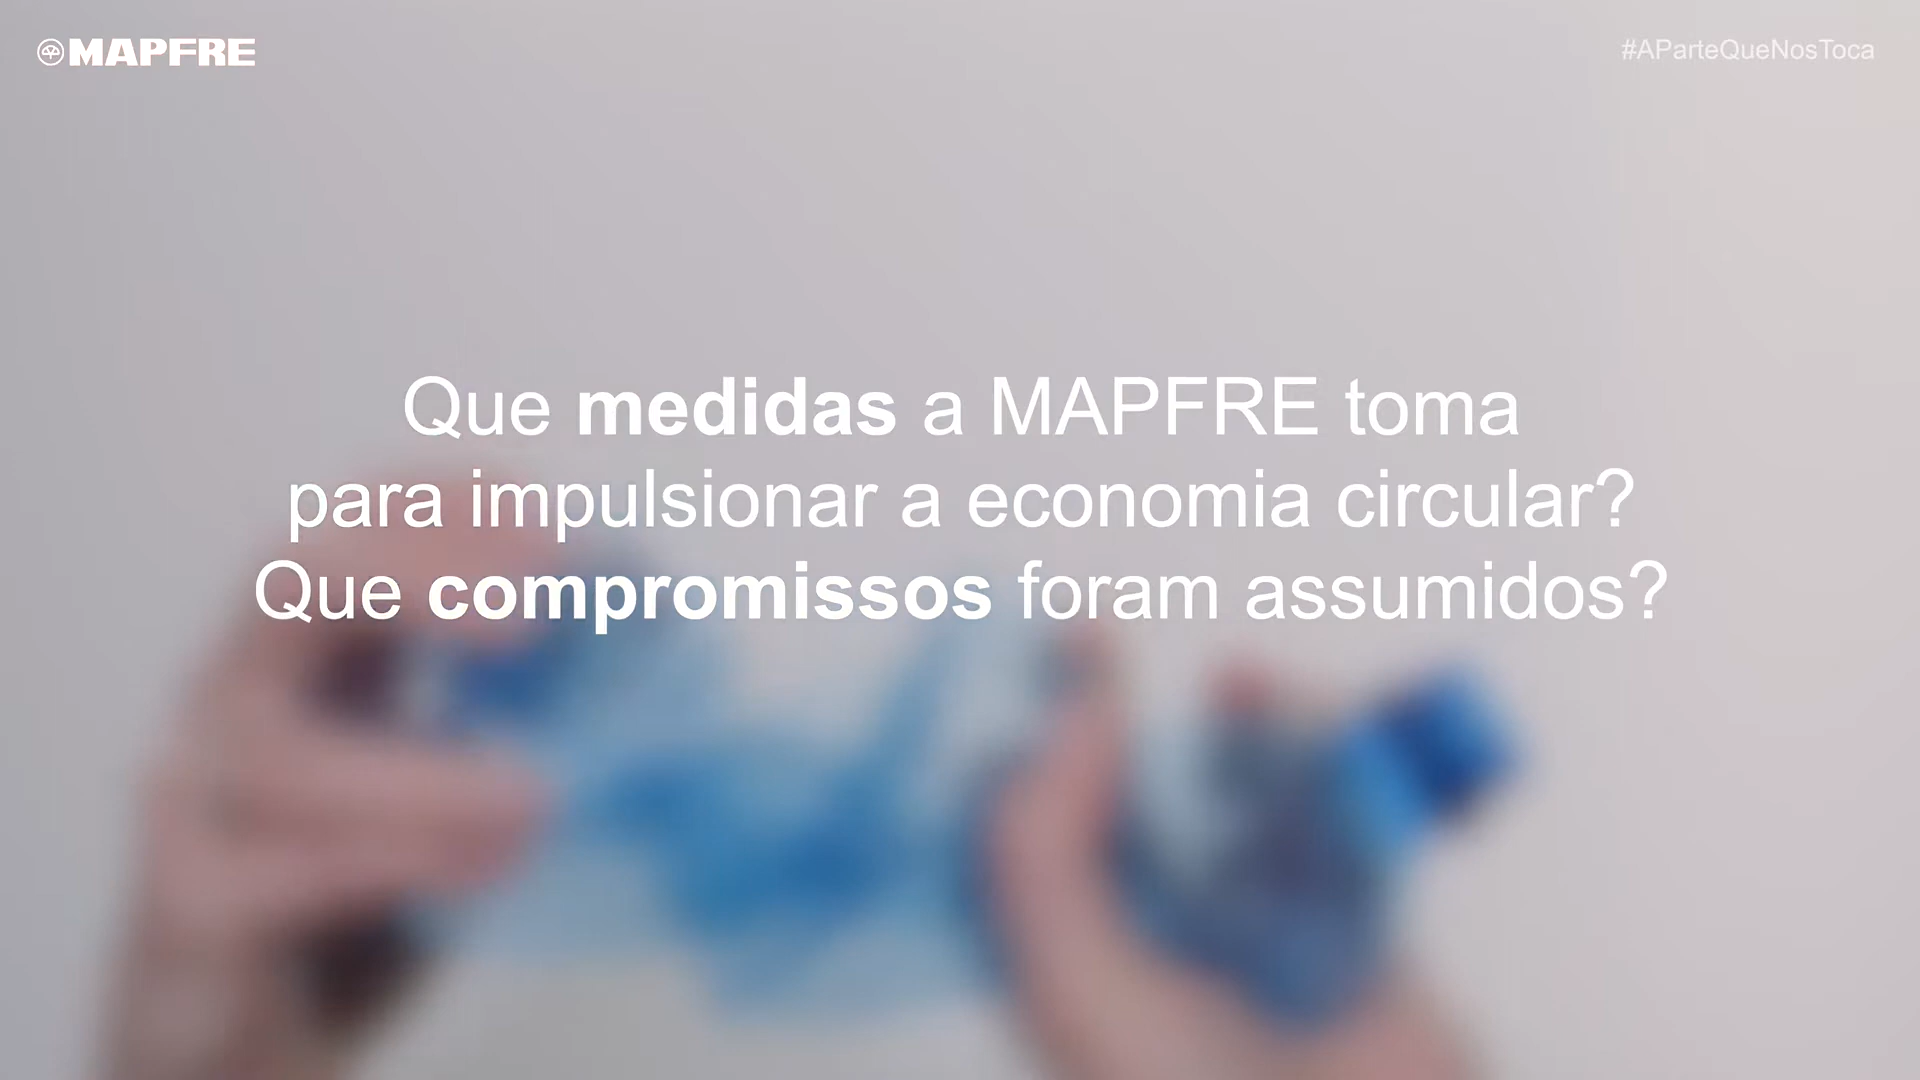 MAPFRE
#AParteQueNosToca
Que medidas a MAPFRE toma
para impulsionar a economia circular?
Que compromissos foram assumidos?